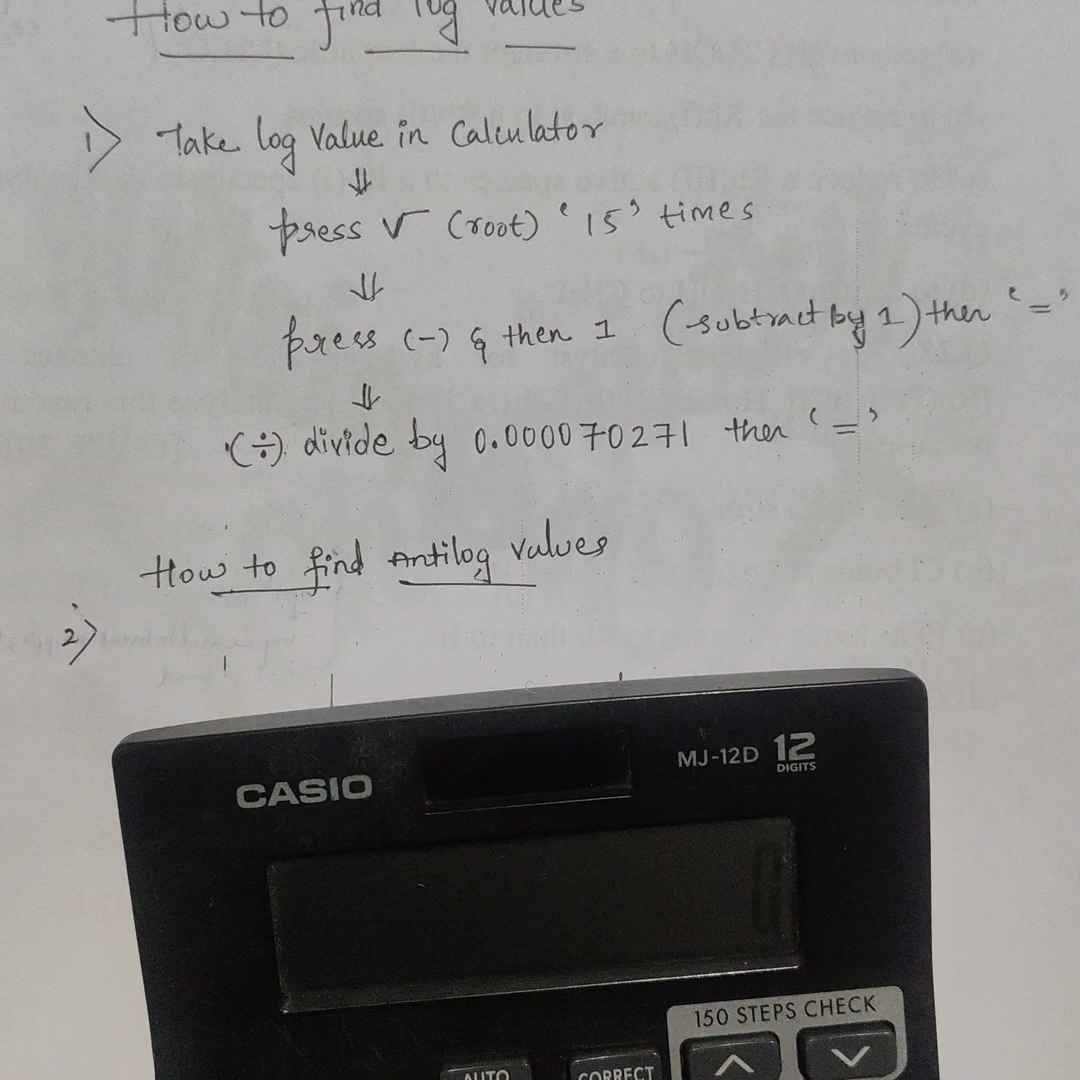 How to find log values
1) Take log value in calculator
⇓
press √ (root) '15' times
⇓
press (-) & then 1 (subtract by 1) then '='
⇓
(÷) divide by 0.000070271 then '='
How to find Antilog values
2)
CASIO
MJ-12D 12 DIGITS
150 STEPS CHECK
AUTO
CORRECT